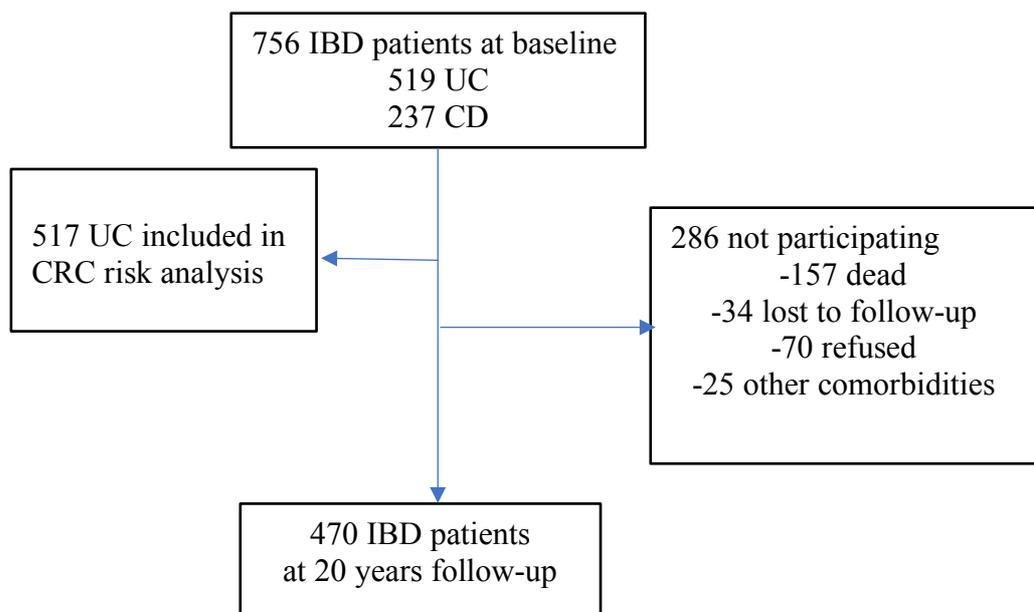 756 IBD patients at baseline
519 UC
237 CD
517 UC included in
CRC risk analysis
286 not participating
-157 dead
-34 lost to follow-up
-70 refused
-25 other comorbidities
470 IBD patients
at 20 years follow-up